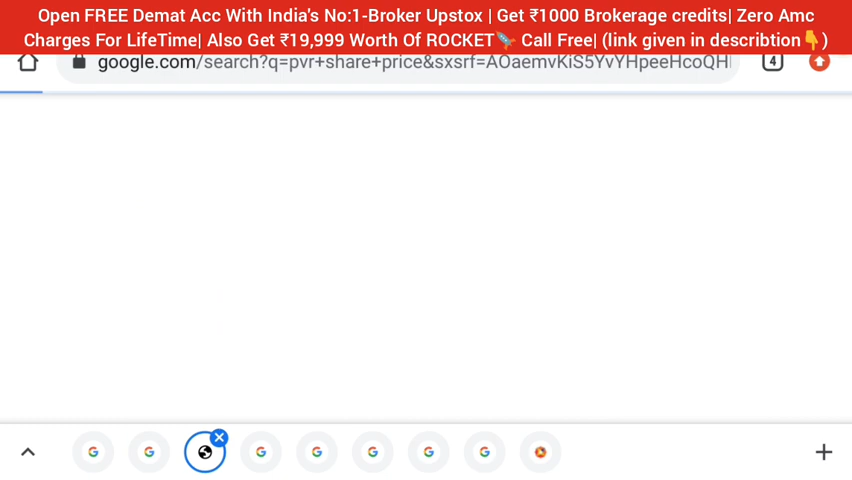 Open FREE Demat Acc With India's No:1-Broker Upstox | Get ₹1000 Brokerage credits| Zero Amc
Charges For LifeTime| Also Get ₹19,999 Worth Of ROCKET🚀 Call Free| (link given in describtion👇)
google.com/search?q=pvr+share+price&sxsrf=AOaemvKiS5YvYHpeeHcoQH
4